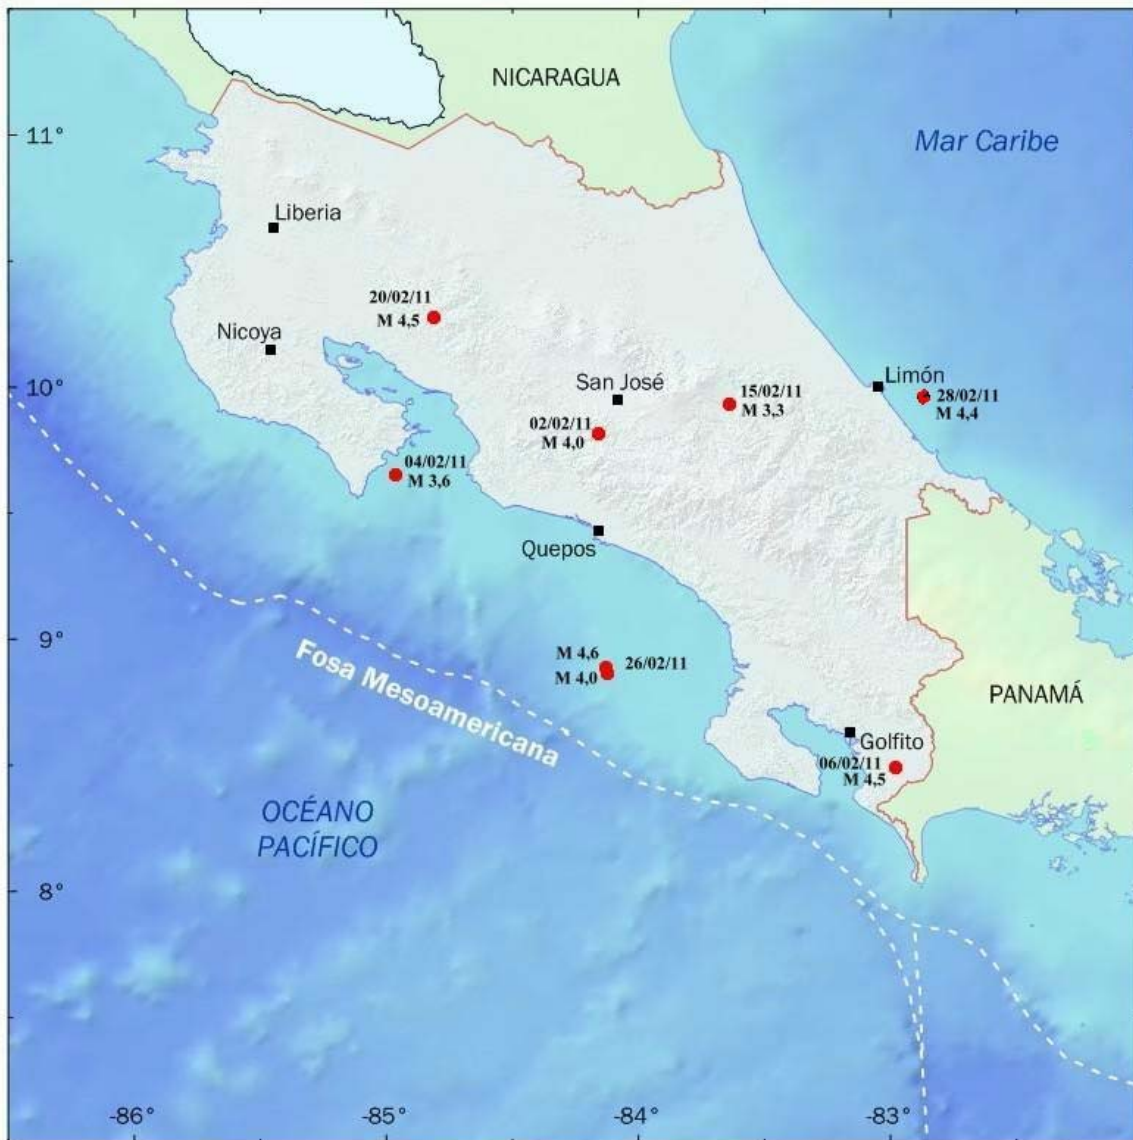 NICARAGUA
11°
Mar Caribe
Liberia
20/02/11
M 4,5
Nicoya
10°
San José
Limón
15/02/11
M 3,3
28/02/11
M 4,4
02/02/11
M 4,0
04/02/11
M 3,6
Quepos
9°
M 4,6
M 4,0
26/02/11
Fosa Mesoamericana
PANAMÁ
Golfito
06/02/11
M 4,5
OCÉANO
PACÍFICO
8°
-86°
-85°
-84°
-83°